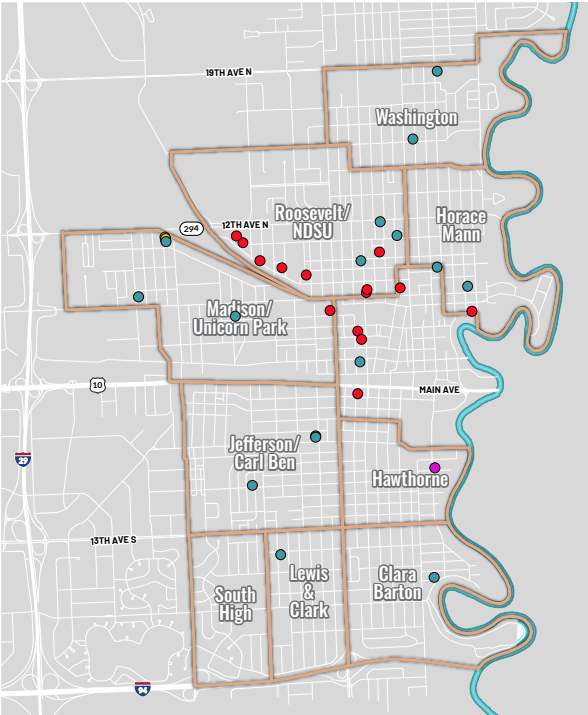 19TH AVE N
Washington
Roosevelt/
NDSU
Horace
Mann
294
12TH AVE N
Madison/
Unicorn Park
10
MAIN AVE
Jefferson/
Carl Ben
Hawthorne
29
13TH AVE S
South
High
Lewis
&
Clark
Clara
Barton
94